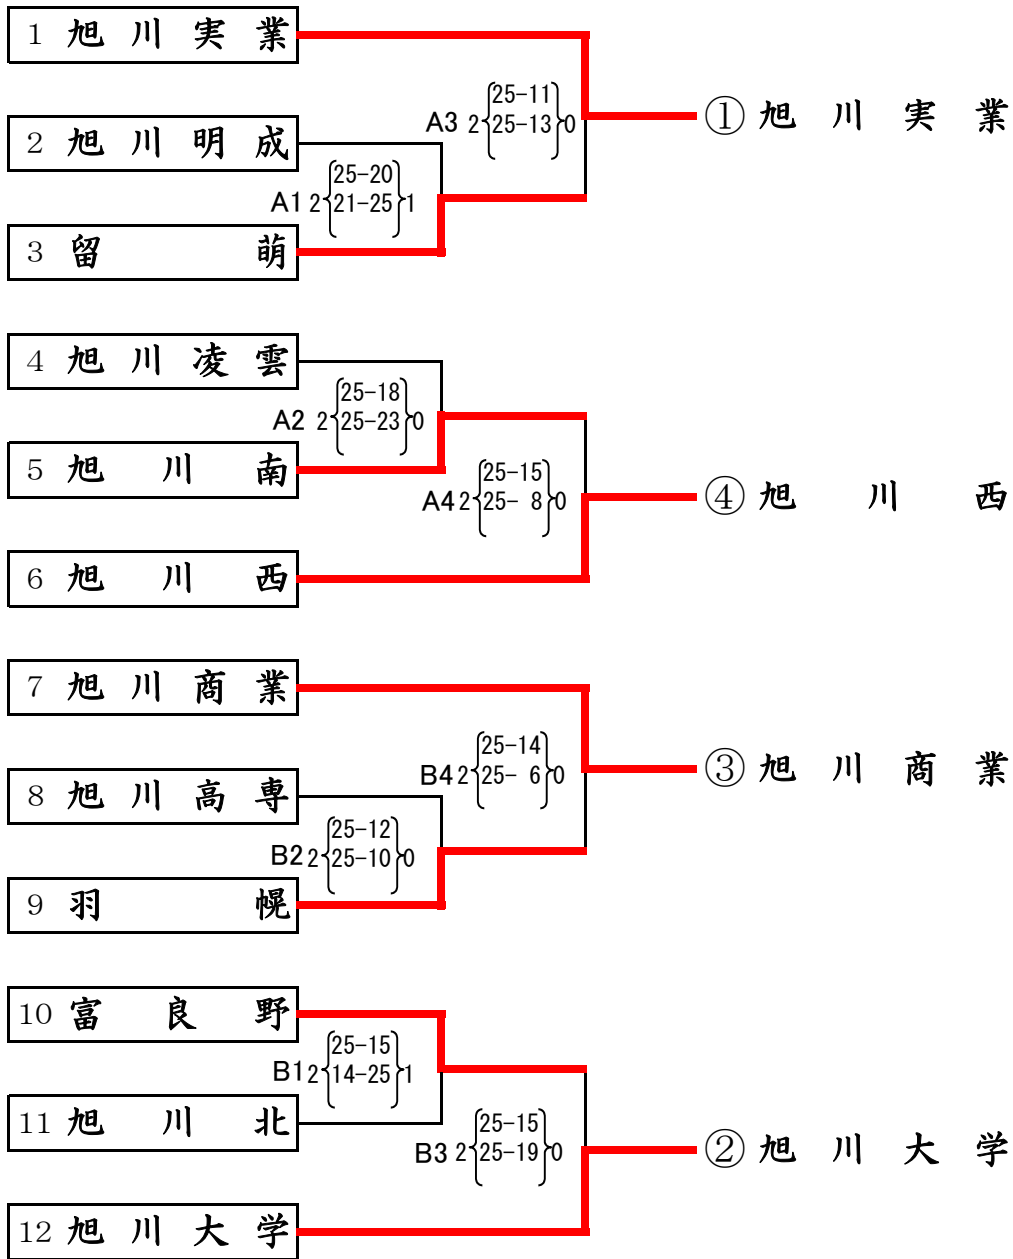 1 旭川実業
25-11
A3 2 25-13 0
① 旭川実業
2 旭川明成
25-20
A1 2 21-25 1
3 留萌
4 旭川凌雲
25-18
A2 2 25-23 0
5 旭川南
25-15
A4 2 25- 8 0
④ 旭川西
6 旭川西
7 旭川商業
25-14
B4 2 25- 6 0
③ 旭川商業
8 旭川高専
25-12
B2 2 25-10 0
9 羽幌
10 富良野
25-15
B1 2 14-25 1
11 旭川北
25-15
B3 2 25-19 0
② 旭川大学
12 旭川大学